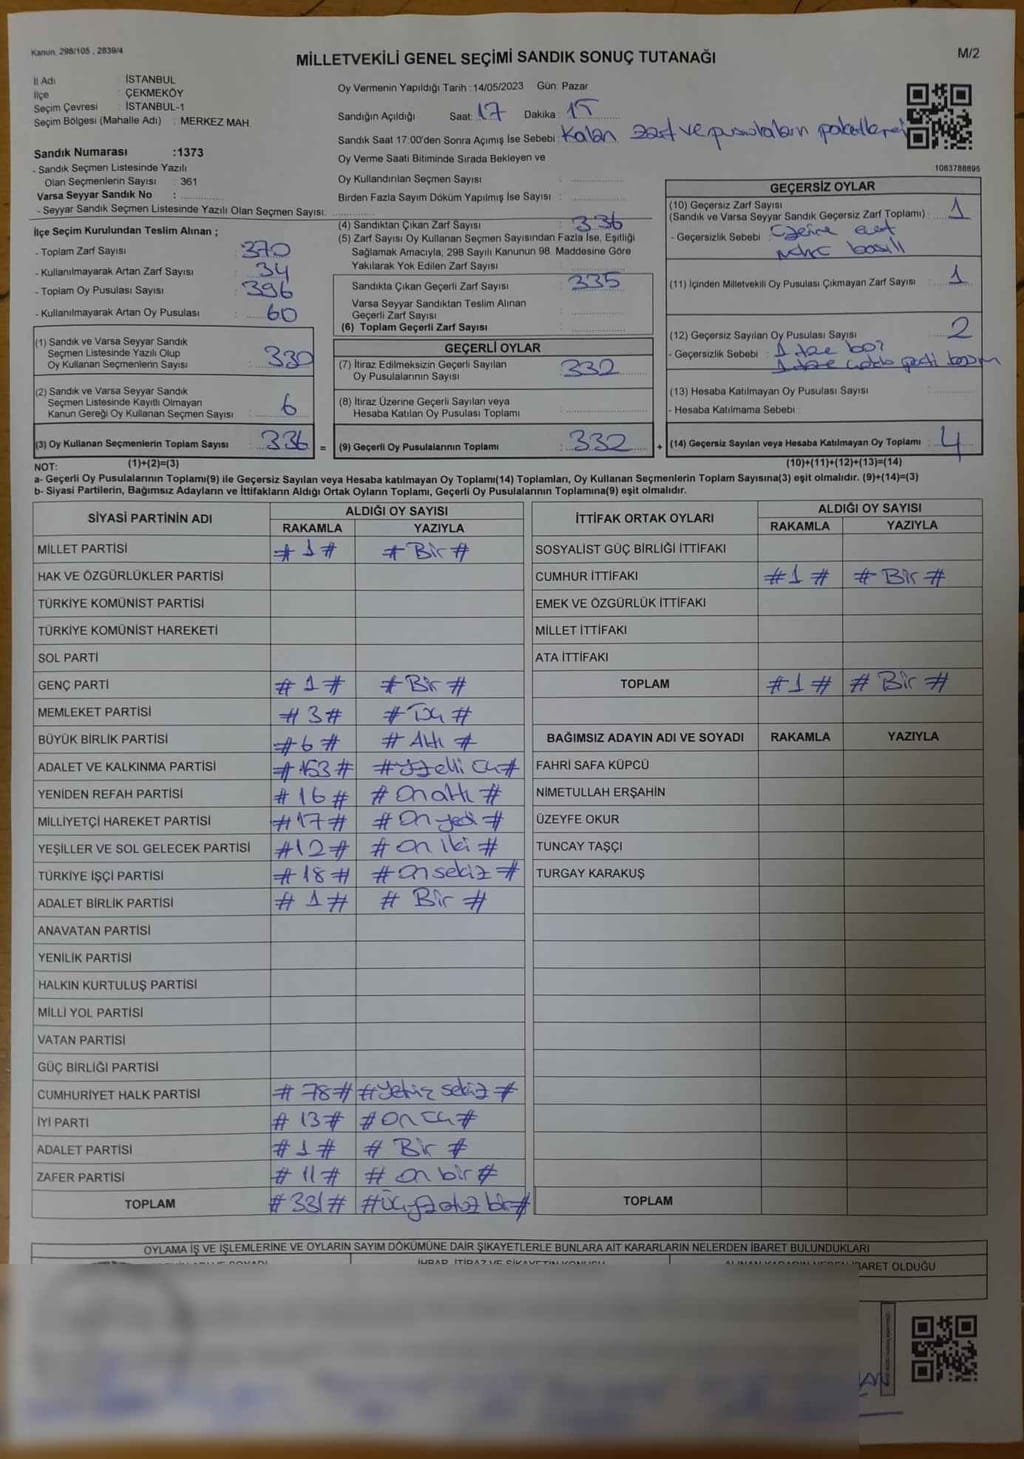 Kanun, 298/105 , 2839/4
MİLLETVEKİLİ GENEL SEÇİMİ SANDIK SONUÇ TUTANAĞI
M/2
İl Adı : İSTANBUL
İlçe : ÇEKMEKÖY
Seçim Çevresi : İSTANBUL-1
Seçim Bölgesi (Mahalle Adı) : MERKEZ MAH.
Sandık Numarası :1373
- Sandık Seçmen Listesinde Yazılı
Olan Seçmenlerin Sayısı : 361
Varsa Seyyar Sandık No :
- Seyyar Sandık Seçmen Listesinde Yazılı Olan Seçmen Sayısı:
Oy Vermenin Yapıldığı Tarih :14/05/2023 Gün: Pazar
Sandığın Açıldığı Saat: 17 Dakika: 15
Sandık Saat 17:00'den Sonra Açımış İse Sebebi: Kalan zarf ve pusulaların paketlenmesi
Oy Verme Saati Bitiminde Sırada Bekleyen ve
Oy Kullandırılan Seçmen Sayısı :
Birden Fazla Sayım Döküm Yapılmış İse Sayısı :
1083788895
İlçe Seçim Kurulundan Teslim Alınan ;
- Toplam Zarf Sayısı : 370
- Kullanılmayarak Artan Zarf Sayısı : 34
- Toplam Oy Pusulası Sayısı : 396
- Kullanılmayarak Artan Oy Pusulası : 60
(1) Sandık ve Varsa Seyyar Sandık
Seçmen Listesinde Yazılı Olup
Oy Kullanan Seçmenlerin Sayısı : 330
(2) Sandık ve Varsa Seyyar Sandık
Seçmen Listesinde Kayıtlı Olmayan
Kanun Gereği Oy Kullanan Seçmen Sayısı : 6
(3) Oy Kullanan Seçmenlerin Toplam Sayısı : 336 =
(1)+(2)=(3)
(4) Sandıktan Çıkan Zarf Sayısı : 336
(5) Zarf Sayısı Oy Kullanan Seçmen Sayısından Fazla İse, Eşitliği
Sağlamak Amacıyla; 298 Sayılı Kanunun 98. Maddesine Göre
Yakılarak Yok Edilen Zarf Sayısı :
Sandıkta Çıkan Geçerli Zarf Sayısı : 335
Varsa Seyyar Sandıktan Teslim Alınan
Geçerli Zarf Sayısı :
(6) Toplam Geçerli Zarf Sayısı :
GEÇERLİ OYLAR
(7) İtiraz Edilmeksizin Geçerli Sayılan
Oy Pusulalarının Sayısı : 332
(8) İtiraz Üzerine Geçerli Sayılan veya
Hesaba Katılan Oy Pusulası Toplamı :
(9) Geçerli Oy Pusulalarının Toplamı : 332 +
GEÇERSİZ OYLAR
(10) Geçersiz Zarf Sayısı
(Sandık ve Varsa Seyyar Sandık Geçersiz Zarf Toplamı) : 1
- Geçersizlik Sebebi : Üzerine evet
mührü basılı
(11) İçinden Milletvekili Oy Pusulası Çıkmayan Zarf Sayısı : 1
(12) Geçersiz Sayılan Oy Pusulası Sayısı : 2
- Geçersizlik Sebebi : 1 tane boş
1 tane
(13) Hesaba Katılmayan Oy Pusulası Sayısı :
- Hesaba Katılmama Sebebi :
(14) Geçersiz Sayılan veya Hesaba Katılmayan Oy Toplamı : 4
(10)+(11)+(12)+(13)=(14)
NOT:
a- Geçerli Oy Pusulalarının Toplamı(9) ile Geçersiz Sayılan veya Hesaba katılmayan Oy Toplamı(14) Toplamları, Oy Kullanan Seçmenlerin Toplam Sayısına(3) eşit olmalıdır. (9)+(14)=(3)
b- Siyasi Partilerin, Bağımsız Adayların ve İttifakların Aldığı Ortak Oyların Toplamı, Geçerli Oy Pusulalarının Toplamına(9) eşit olmalıdır.
SİYASİ PARTİNİN ADI ALDIĞI OY SAYISI
RAKAMLA YAZIYLA
MİLLET PARTİSİ # 1 # # Bir #
HAK VE ÖZGÜRLÜKLER PARTİSİ
TÜRKİYE KOMÜNİST PARTİSİ
TÜRKİYE KOMÜNİST HAREKETİ
SOL PARTİ
GENÇ PARTİ # 1 # # Bir #
MEMLEKET PARTİSİ # 3 # # Üç #
BÜYÜK BİRLİK PARTİSİ # 6 # # Altı #
ADALET VE KALKINMA PARTİSİ # 153 # # yüzelli üç #
YENİDEN REFAH PARTİSİ # 16 # # on altı #
MİLLİYETÇİ HAREKET PARTİSİ # 17 # # on yedi #
YEŞİLLER VE SOL GELECEK PARTİSİ # 12 # # on iki #
TÜRKİYE İŞÇİ PARTİSİ # 18 # # on sekiz #
ADALET BİRLİK PARTİSİ # 1 # # Bir #
ANAVATAN PARTİSİ
YENİLİK PARTİSİ
HALKIN KURTULUŞ PARTİSİ
MİLLİ YOL PARTİSİ
VATAN PARTİSİ
GÜÇ BİRLİĞİ PARTİSİ
CUMHURİYET HALK PARTİSİ # 78 # # yetmiş sekiz #
İYİ PARTİ # 13 # # on üç #
ADALET PARTİSİ # 1 # # Bir #
ZAFER PARTİSİ # 11 # # on bir #
TOPLAM # 331 # # üçyüzotuz bir #
İTTİFAK ORTAK OYLARI ALDIĞI OY SAYISI
RAKAMLA YAZIYLA
SOSYALİST GÜÇ BİRLİĞİ İTTİFAKI
CUMHUR İTTİFAKI # 1 # # Bir #
EMEK VE ÖZGÜRLÜK İTTİFAKI
MİLLET İTTİFAKI
ATA İTTİFAKI
TOPLAM # 1 # # Bir #
BAĞIMSIZ ADAYIN ADI VE SOYADI RAKAMLA YAZIYLA
FAHRİ SAFA KÜPCÜ
NİMETULLAH ERŞAHİN
ÜZEYFE OKUR
TUNCAY TAŞÇI
TURGAY KARAKUŞ
TOPLAM
OYLAMA İŞ VE İŞLEMLERİNE VE OYLARIN SAYIM DÖKÜMÜNE DAİR ŞİKAYETLERLE BUNLARA AİT KARARLARIN NELERDEN İBARET BULUNDUKLARI
İHBAR, İTİRAZ VE ŞİKAYETİN KONUSU
ALINAN KARARIN NEDEN İBARET OLDUĞU